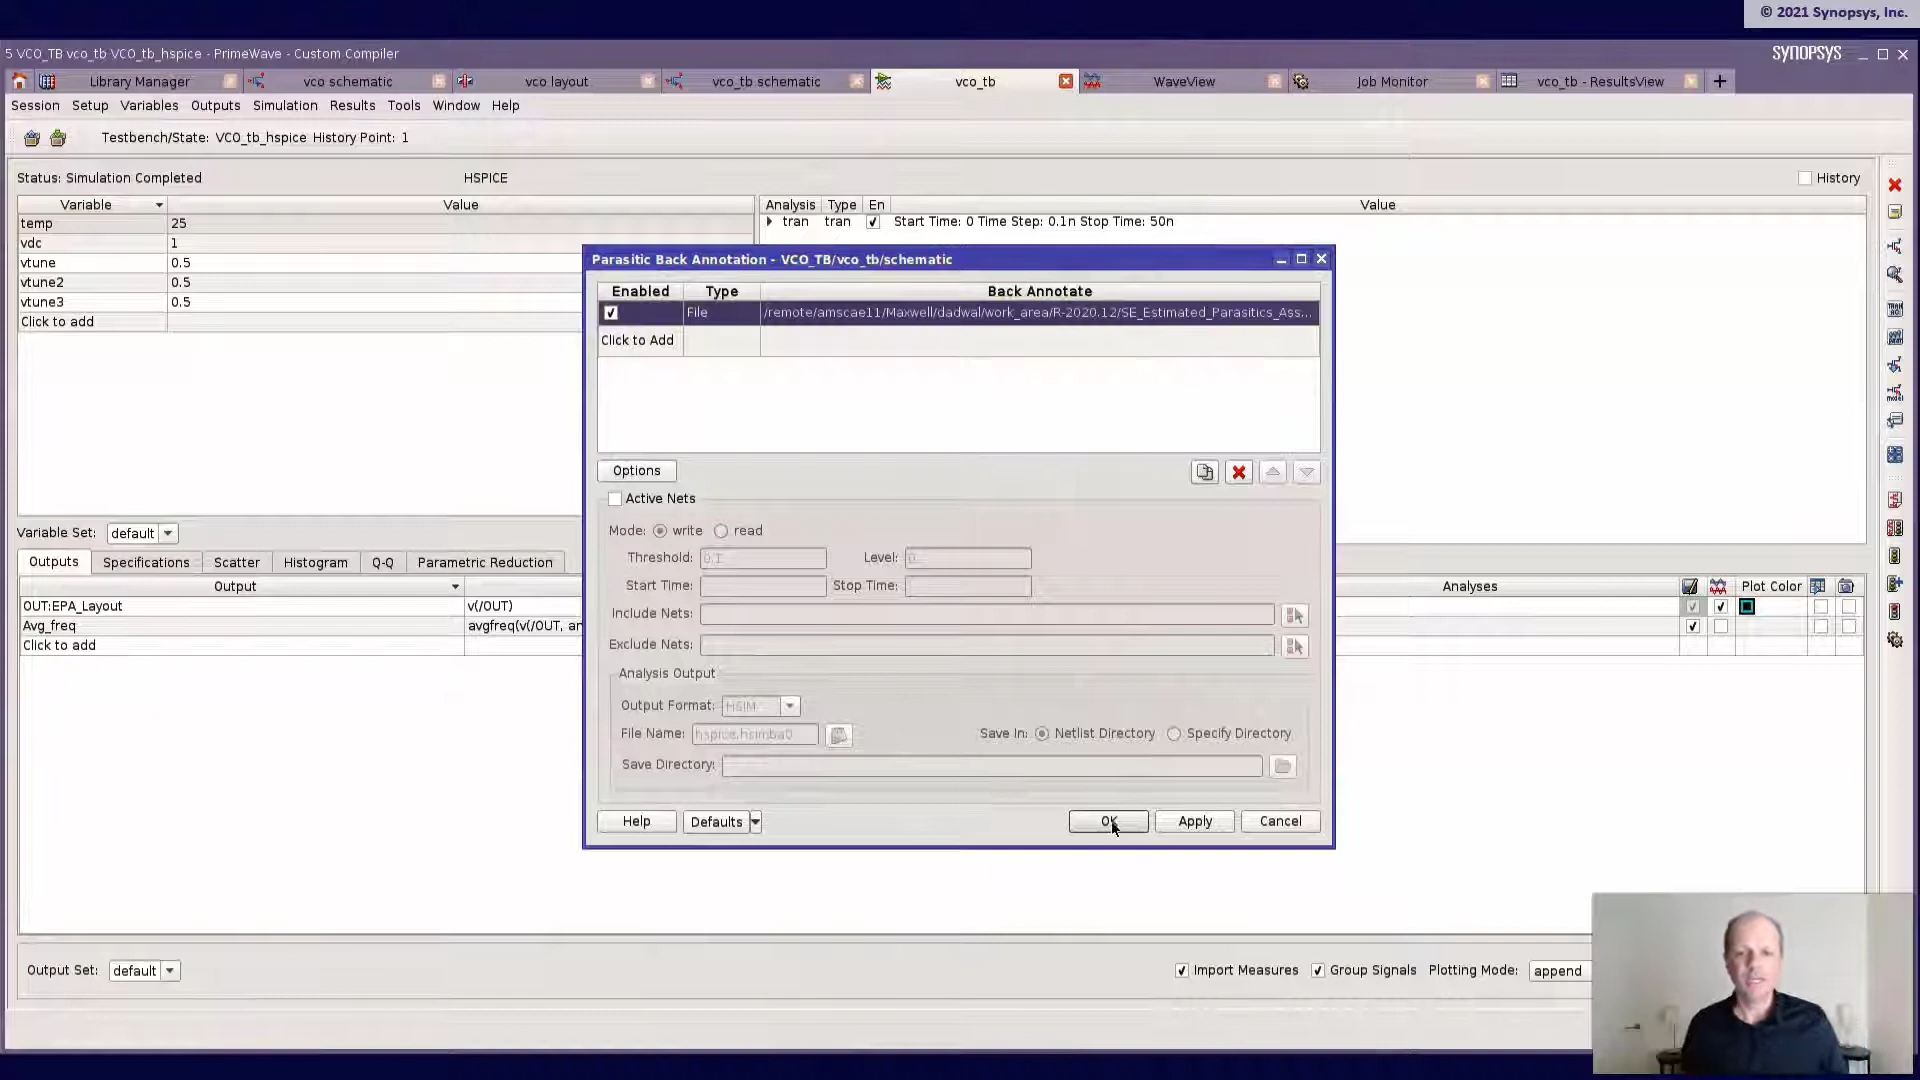 © 2021 Synopsys, Inc.
5 VCO_TB vco_tb VCO_tb_hspice - PrimeWave - Custom Compiler
SYNOPSYS
Library Manager
vco schematic
vco layout
vco_tb schematic
vco_tb
WaveView
Job Monitor
vco_tb - ResultsView
Session Setup Variables Outputs Simulation Results Tools Window Help
Testbench/State: VCO_tb_hspice History Point: 1
Status: Simulation Completed
HSPICE
History
Variable Value
temp 25
vdc 1
vtune 0.5
vtune2 0.5
vtune3 0.5
Click to add
Analysis Type En Value
tran tran Start Time: 0 Time Step: 0.1n Stop Time: 50n
Parasitic Back Annotation - VCO_TB/vco_tb/schematic
Enabled Type Back Annotate
File /remote/amscae11/Maxwell/dadwal/work_area/R-2020.12/SE_Estimated_Parasitics_Ass...
Click to Add
Options
Active Nets
Mode: write read
Threshold: 0.1 Level: 0
Start Time: Stop Time:
Include Nets:
Exclude Nets:
Analysis Output
Output Format: HSIM
File Name: hspice.hsimba0 Save In: Netlist Directory Specify Directory
Save Directory:
Help Defaults OK Apply Cancel
Variable Set: default
Outputs Specifications Scatter Histogram Q-Q Parametric Reduction
Output Analyses Plot Color
OUT:EPA_Layout v(/OUT)
Avg_freq avgfreq(v(/OUT, an
Click to add
Output Set: default
Import Measures Group Signals Plotting Mode: append